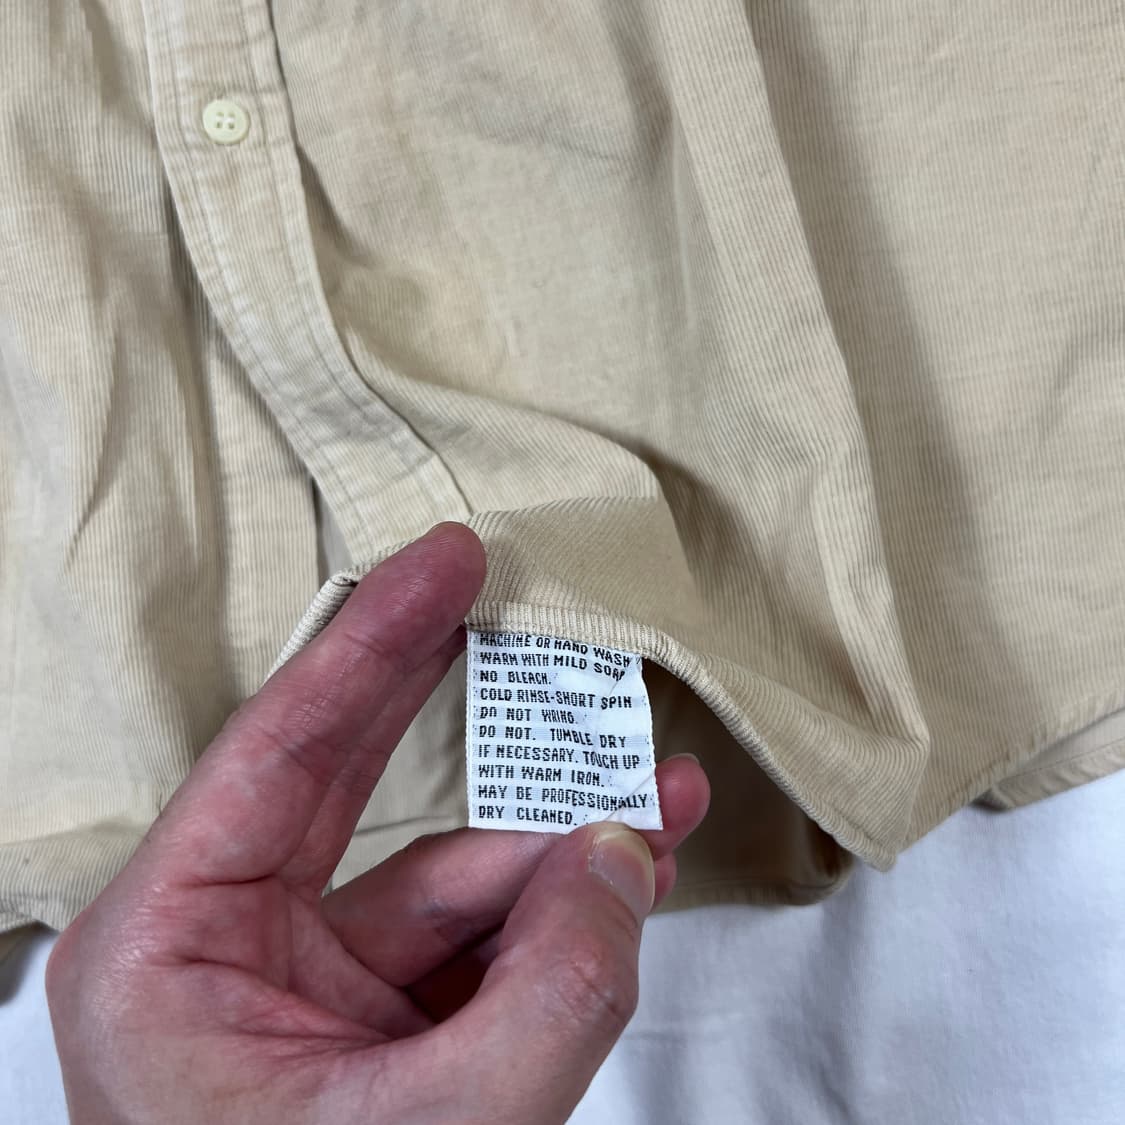 MACHINE OR HAND WASH
WARM WITH MILD SOAP
NO BLEACH.
COLD RINSE-SHORT SPIN
DO NOT WRING.
DO NOT. TUMBLE DRY
IF NECESSARY. TOUCH UP
WITH WARM IRON.
MAY BE PROFESSIONALLY
DRY CLEANED.